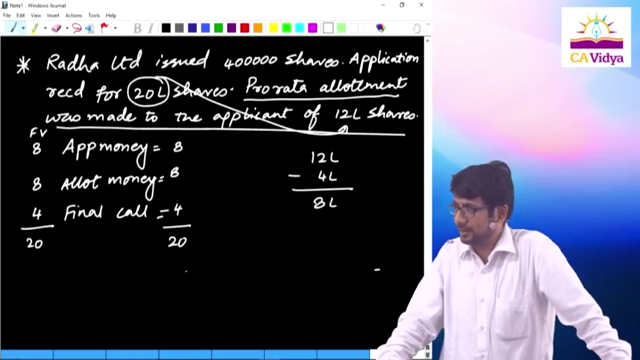 Note1 - Windows Journal
File Edit View Insert Actions Tools Help
* Radha Ltd issued 400000 shares. Application
recd for 20L shares. Prorata allotement
was made to the applicant of 12L shares.
FV
8 App money = 8
8 Allot money = 8
4 Final call - 4
20 20
12L
- 4L
8L
CA Vidya